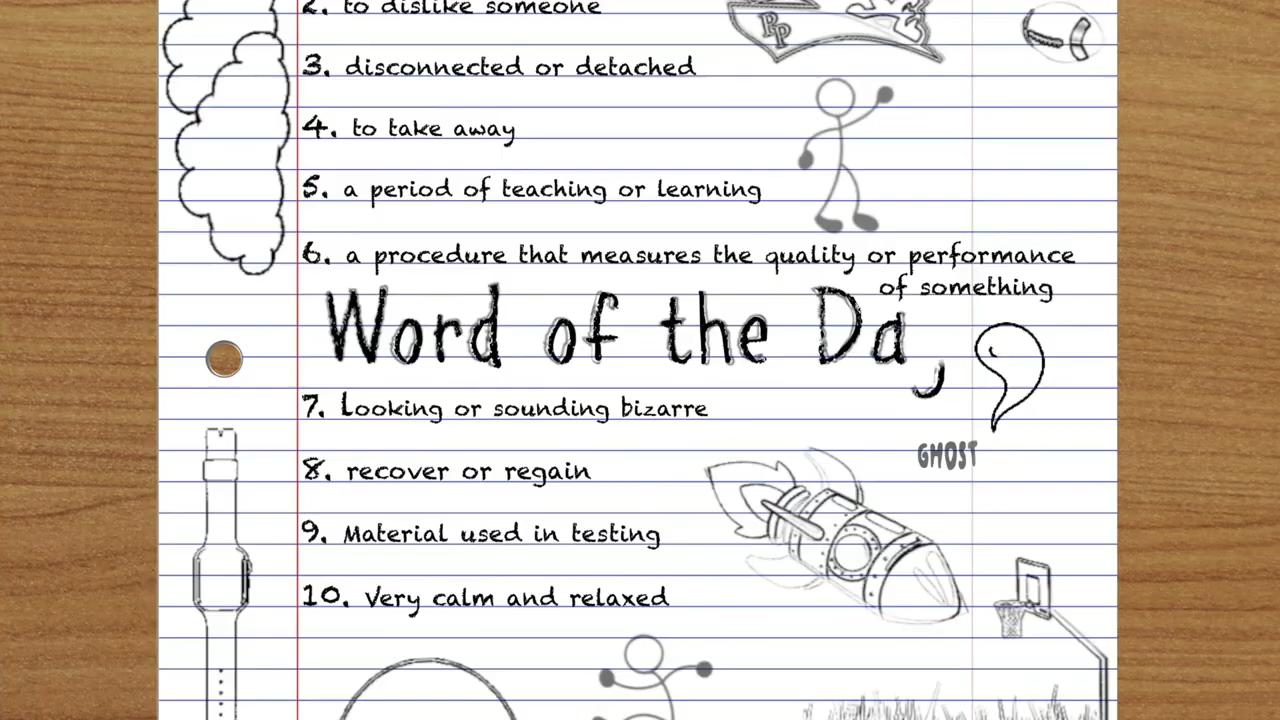 2. to dislike someone
PP
3. disconnected or detached
4. to take away
5. a period of teaching or learning
6. a procedure that measures the quality or performance
of something
Word of the Da
7. Looking or sounding bizarre
GHOST
8. recover or regain
9. Material used in testing
10. Very calm and relaxed